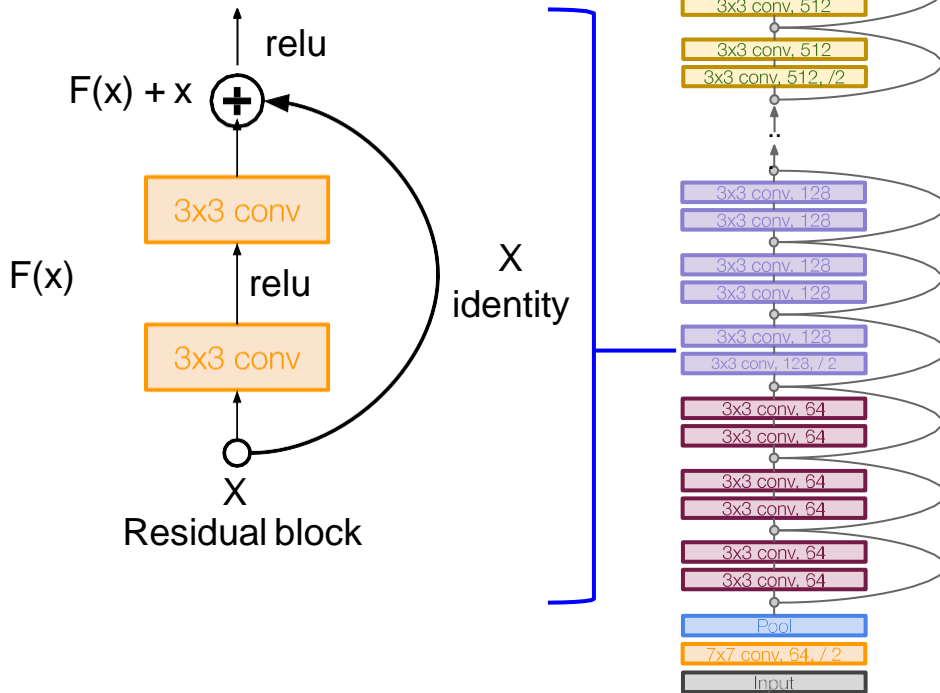 relu
F(x) + x
3x3 conv
F(x)
relu
X
identity
3x3 conv
X
Residual block
3x3 conv, 512
3x3 conv, 512
3x3 conv, 512, /2
..
3x3 conv, 128
3x3 conv, 128
3x3 conv, 128
3x3 conv, 128
3x3 conv, 128
3x3 conv, 128, / 2
3x3 conv, 64
3x3 conv, 64
3x3 conv, 64
3x3 conv, 64
3x3 conv, 64
3x3 conv, 64
Pool
7x7 conv, 64, / 2
Input